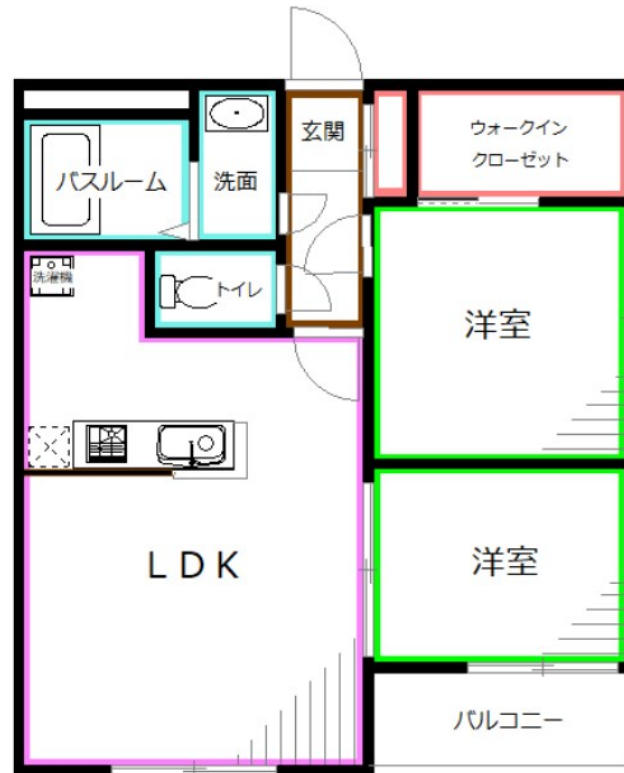 玄関
ウォークイン
クローゼット
バスルーム
洗面
洗濯機
トイレ
洋室
LDK
洋室
バルコニー